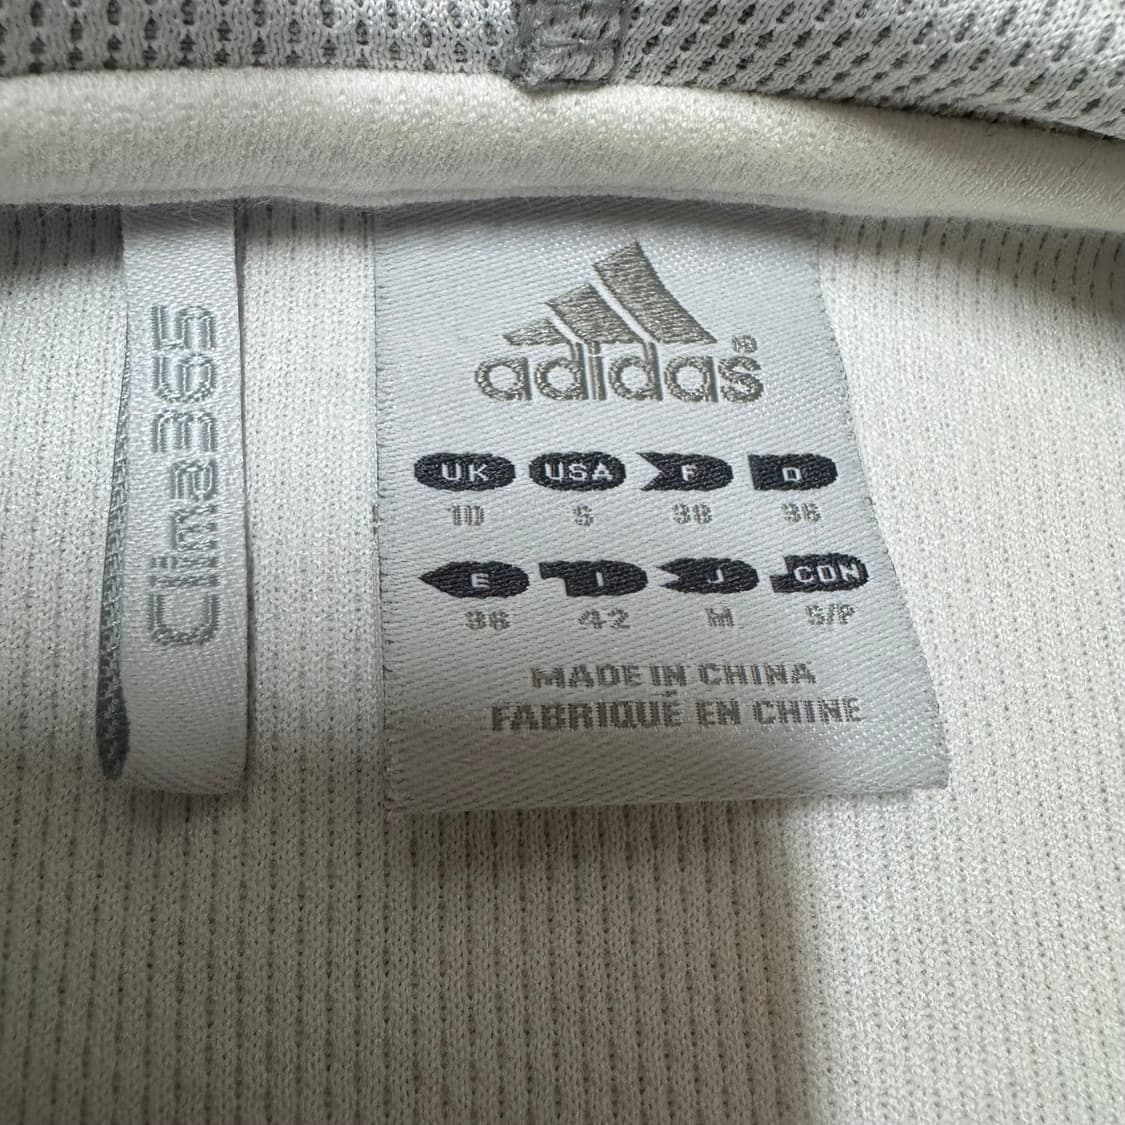 Clima365
adidas®
UK USA F D
10 S 38 36
E I J CON
36 42 M S/P
MADE IN CHINA
FABRIQUÉ EN CHINE